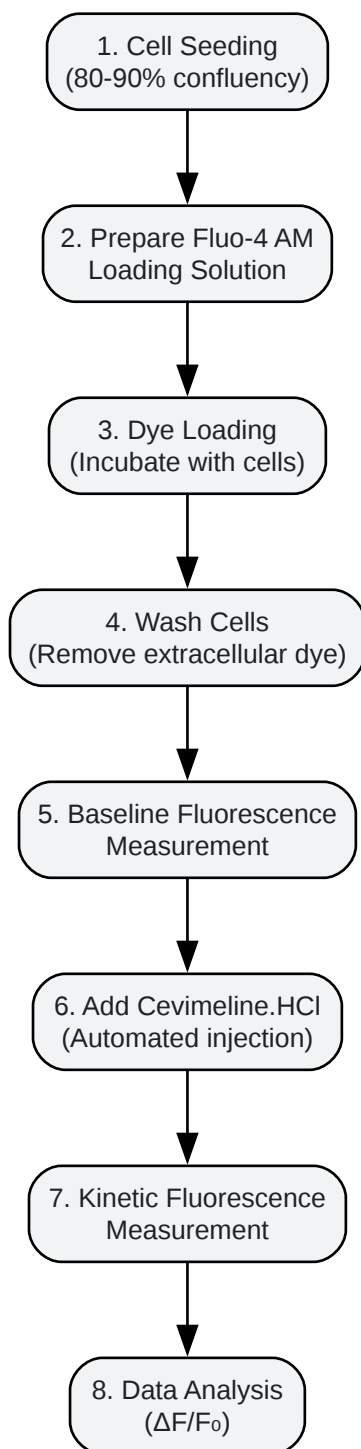 1. Cell Seeding
(80-90% confluency)
2. Prepare Fluo-4 AM
Loading Solution
3. Dye Loading
(Incubate with cells)
4. Wash Cells
(Remove extracellular dye)
5. Baseline Fluorescence
Measurement
6. Add Cevimeline.HCl
(Automated injection)
7. Kinetic Fluorescence
Measurement
8. Data Analysis
(ΔF/F₀)